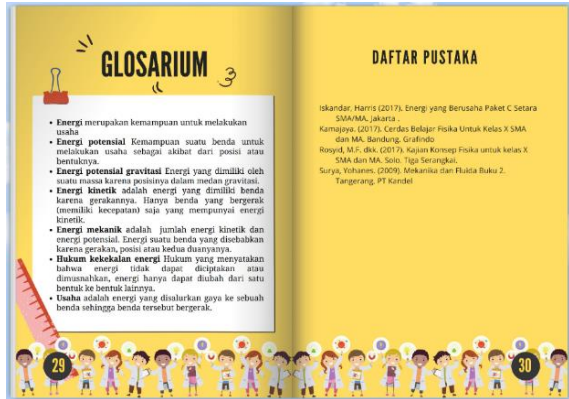 GLOSARIUM
• Energi merupakan kemampuan untuk melakukan
usaha
• Energi potensial Kemampuan suatu benda untuk
melakukan usaha sebagai akibat dari posisi atau
bentuknya.
• Energi potensial gravitasi Energi yang dimiliki oleh
suatu massa karena posisinya dalam medan gravitasi.
• Energi kinetik adalah energi yang dimiliki benda
karena gerakannya. Hanya benda yang bergerak
(memiliki kecepatan) saja yang mempunyai energi
kinetik.
• Energi mekanik adalah jumlah energi kinetik dan
energi potensial. Energi suatu benda yang disebabkan
karena gerakan, posisi atau kedua duanyanya.
• Hukum kekekalan energi Hukum yang menyatakan
bahwa energi tidak dapat diciptakan atau
dimusnahkan, energi hanya dapat diubah dari satu
bentuk ke bentuk lainnya.
• Usaha adalah energi yang disalurkan gaya ke sebuah
benda sehingga benda tersebut bergerak.
29
DAFTAR PUSTAKA
Iskandar, Harris (2017). Energi yang Berusaha Paket C Setara
SMA/MA. Jakarta .
Kamajaya. (2017). Cerdas Belajar Fisika Untuk Kelas X SMA
dan MA. Bandung. Grafindo
Rosyid, M.F. dkk. (2017). Kajian Konsep Fisika untuk kelas X
SMA dan MA. Solo. Tiga Serangkai.
Surya, Yohanes. (2009). Mekanika dan Fluida Buku 2.
Tangerang. PT Kandel
30